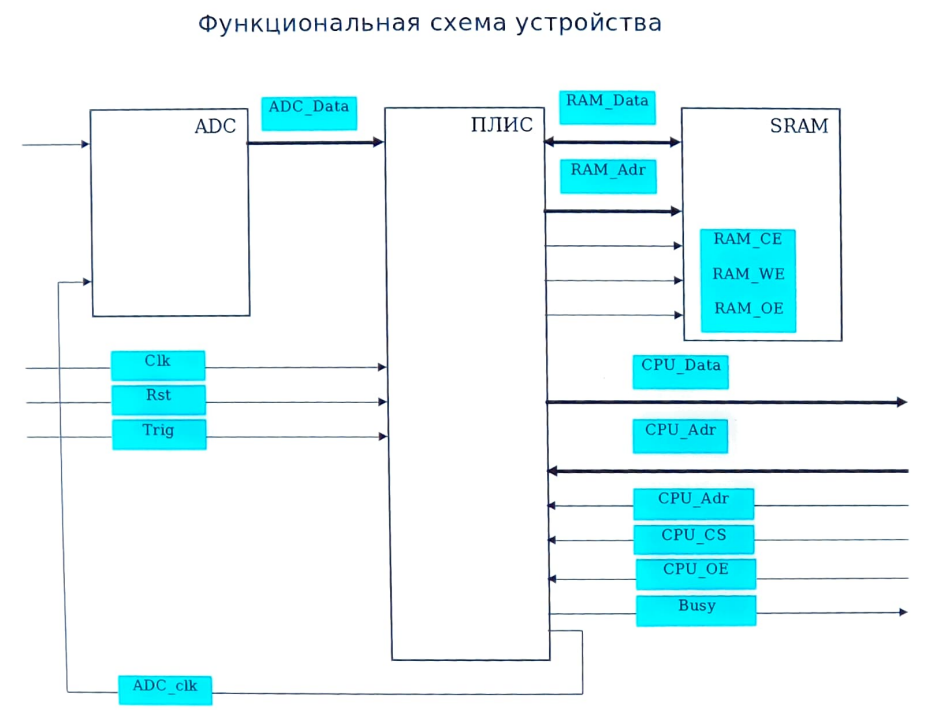 Функциональная схема устройства
ADC
ADC_Data
ПЛИС
RAM_Data
SRAM
RAM_Adr
RAM_CE
RAM_WE
RAM_OE
Clk
Rst
Trig
CPU_Data
CPU_Adr
CPU_Adr
CPU_CS
CPU_OE
Busy
ADC_clk